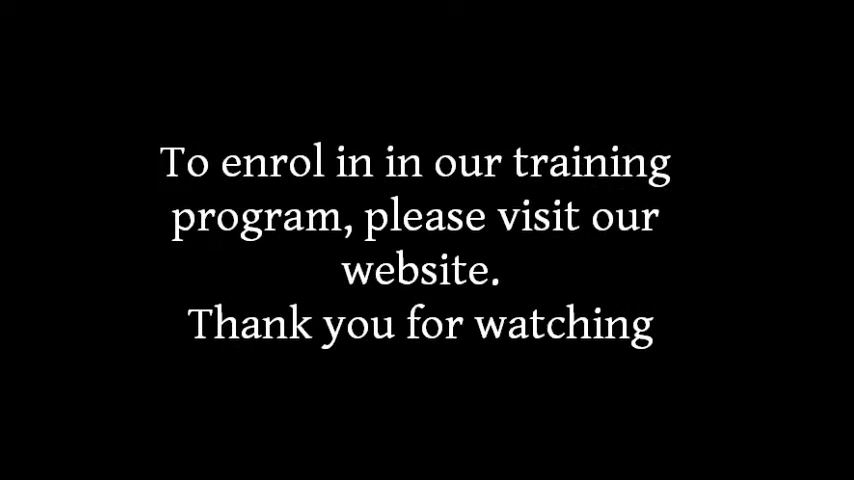 To enrol in in our training
program, please visit our
website.
Thank you for watching